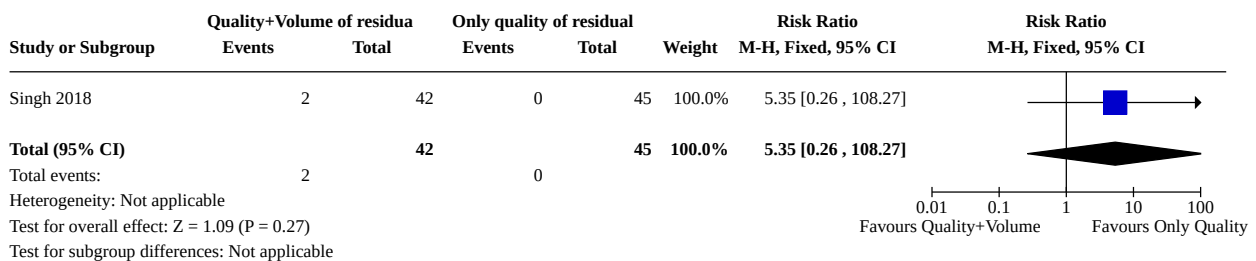 Quality+Volume of residua Only quality of residual Risk Ratio Risk Ratio
Study or Subgroup Events Total Events Total Weight M-H, Fixed, 95% CI M-H, Fixed, 95% CI
Singh 2018 2 42 0 45 100.0% 5.35 [0.26 , 108.27]
Total (95% CI) 42 45 100.0% 5.35 [0.26 , 108.27]
Total events: 2 0
Heterogeneity: Not applicable
0.01 0.1 1 10 100
Test for overall effect: Z = 1.09 (P = 0.27) Favours Quality+Volume Favours Only Quality
Test for subgroup differences: Not applicable